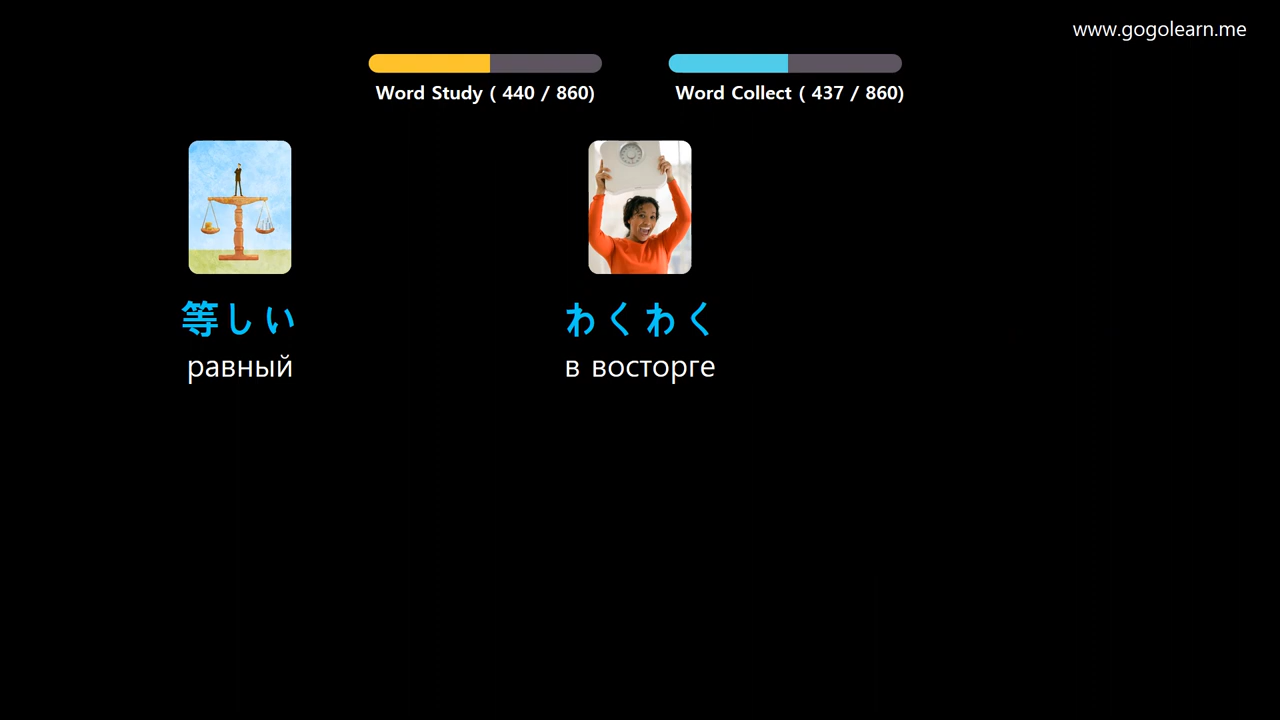 www.gogolearn.me
Word Study ( 440 / 860)
Word Collect ( 437 / 860)
等しい
равный
わくわく
в восторге